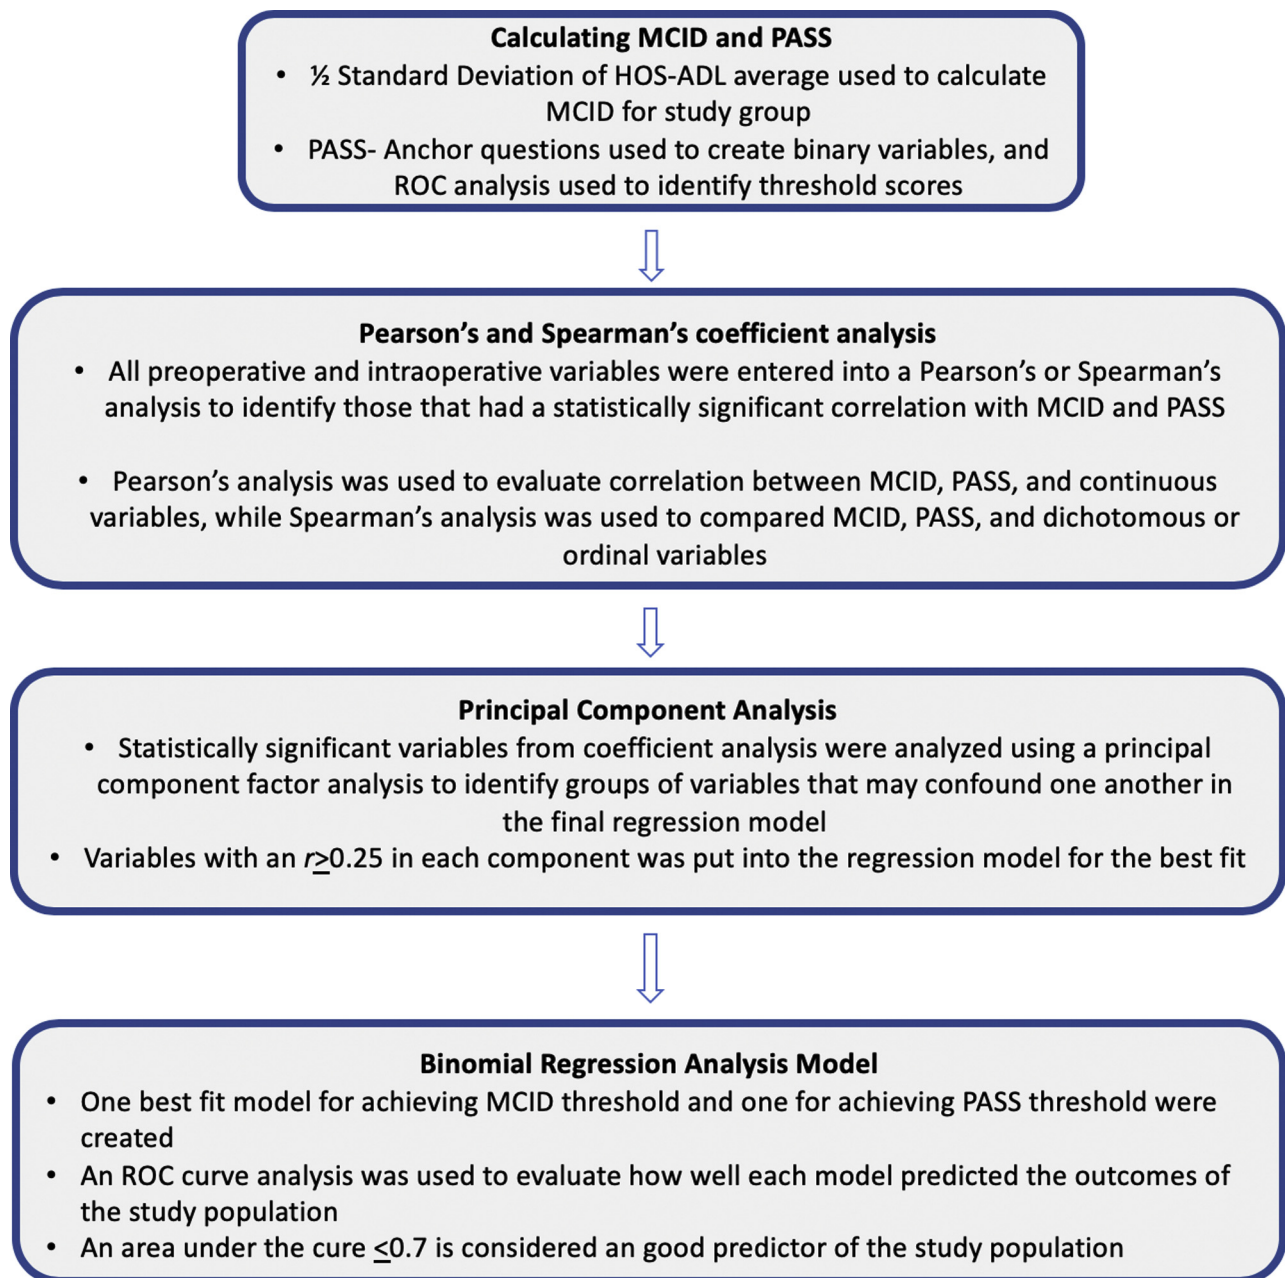 Calculating MCID and PASS
• ½ Standard Deviation of HOS-ADL average used to calculate
MCID for study group
• PASS- Anchor questions used to create binary variables, and
ROC analysis used to identify threshold scores
Pearson’s and Spearman’s coefficient analysis
• All preoperative and intraoperative variables were entered into a Pearson’s or Spearman’s
analysis to identify those that had a statistically significant correlation with MCID and PASS
• Pearson’s analysis was used to evaluate correlation between MCID, PASS, and continuous
variables, while Spearman’s analysis was used to compared MCID, PASS, and dichotomous or
ordinal variables
Principal Component Analysis
• Statistically significant variables from coefficient analysis were analyzed using a principal
component factor analysis to identify groups of variables that may confound one another in
the final regression model
• Variables with an r≥0.25 in each component was put into the regression model for the best fit
Binomial Regression Analysis Model
• One best fit model for achieving MCID threshold and one for achieving PASS threshold were
created
• An ROC curve analysis was used to evaluate how well each model predicted the outcomes of
the study population
• An area under the cure ≤0.7 is considered an good predictor of the study population